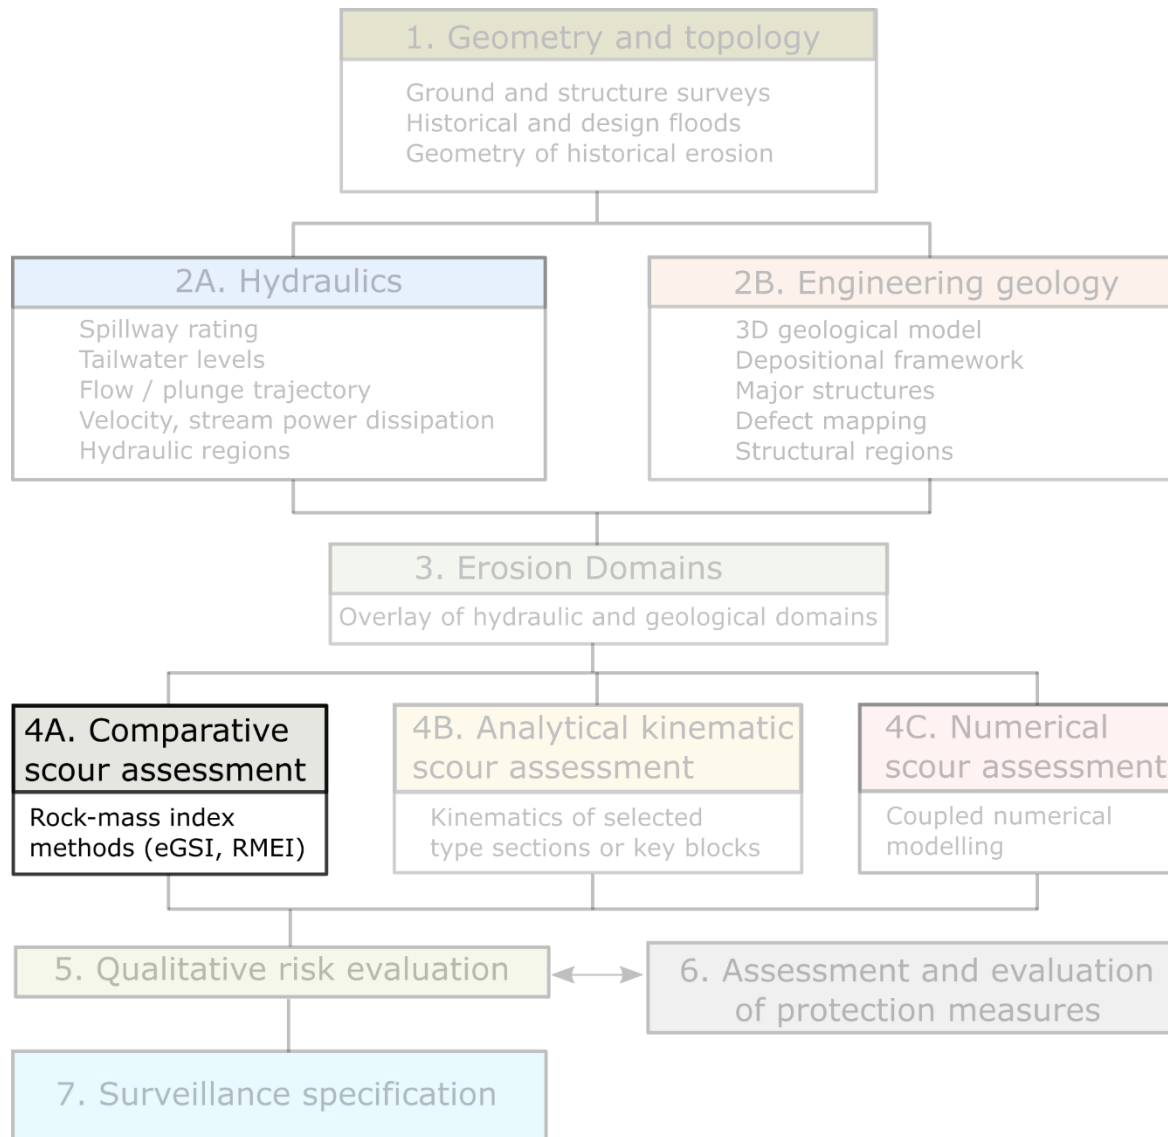 1. Geometry and topology
Ground and structure surveys
Historical and design floods
Geometry of historical erosion
2A. Hydraulics
Spillway rating
Tailwater levels
Flow / plunge trajectory
Velocity, stream power dissipation
Hydraulic regions
2B. Engineering geology
3D geological model
Depositional framework
Major structures
Defect mapping
Structural regions
3. Erosion Domains
Overlay of hydraulic and geological domains
4A. Comparative
scour assessment
Rock-mass index
methods (eGSI, RMEI)
4B. Analytical kinematic
scour assessment
Kinematics of selected
type sections or key blocks
4C. Numerical
scour assessment
Coupled numerical
modelling
5. Qualitative risk evaluation
6. Assessment and evaluation
of protection measures
7. Surveillance specification